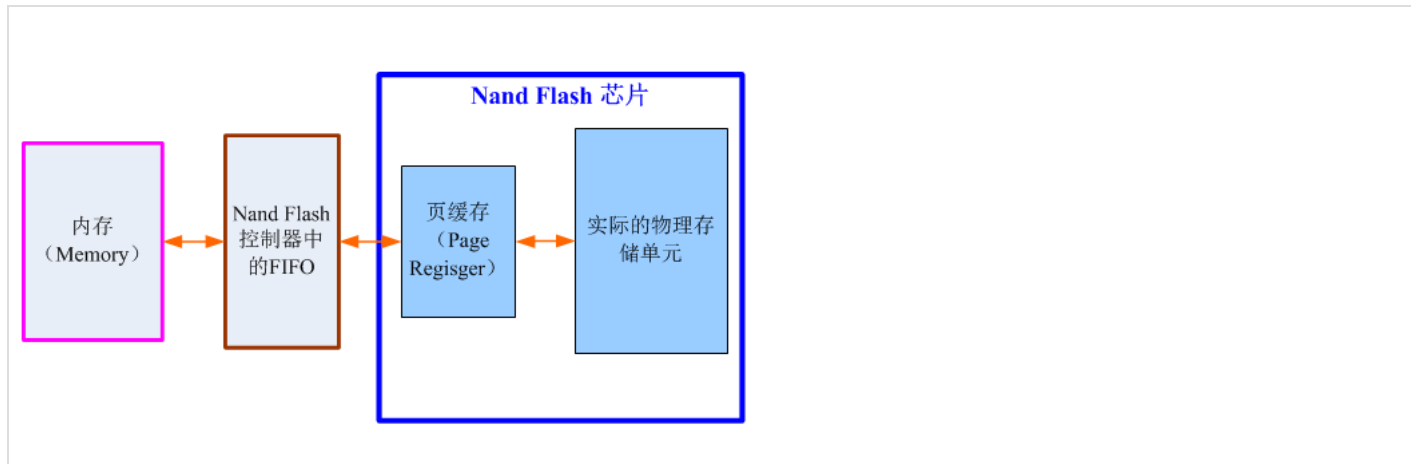 Nand Flash 芯片
内存
（Memory）
Nand Flash
控制器中
的FIFO
页缓存
（Page
Regisger）
实际的物理存
储单元